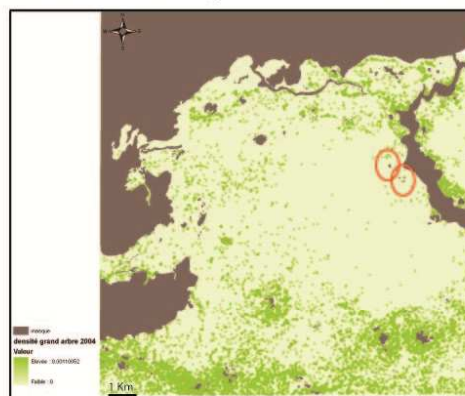 N
masque
densité grand arbre 2004
Valeur
Elevée : 0.00110952
Faible : 0
1 Km